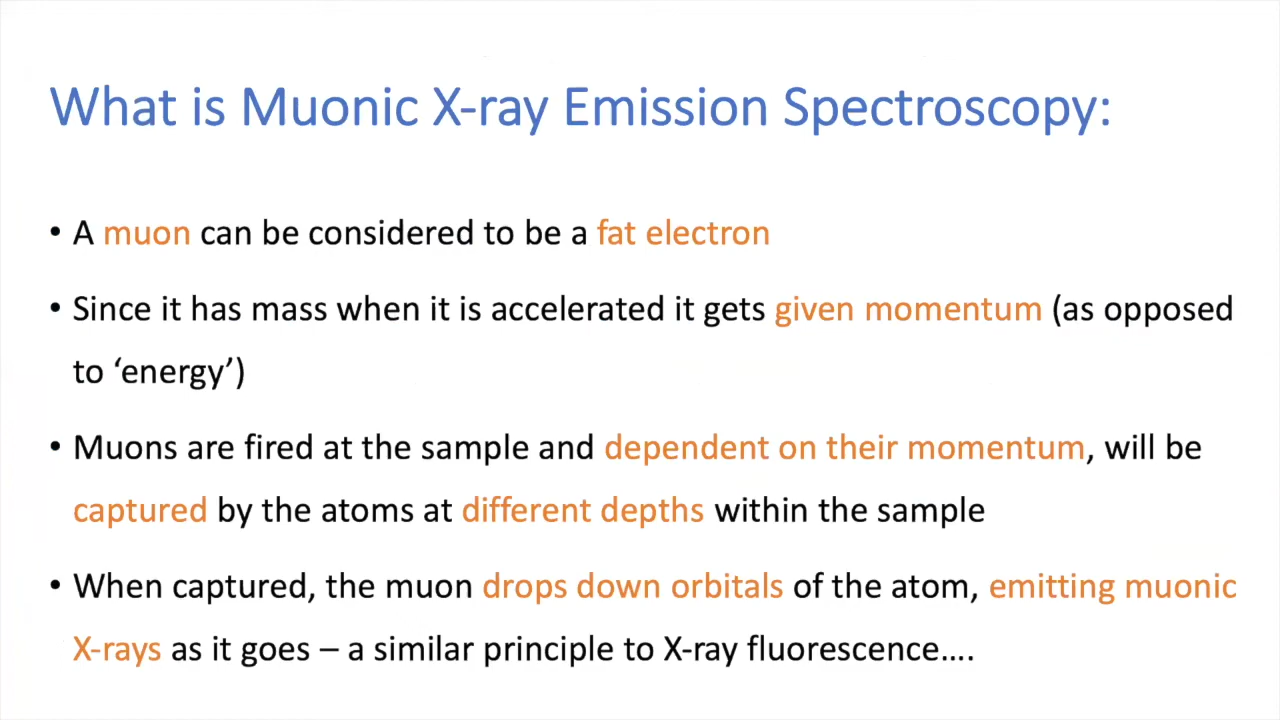 What is Muonic X-ray Emission Spectroscopy:
• A muon can be considered to be a fat electron
• Since it has mass when it is accelerated it gets given momentum (as opposed
to ‘energy’)
• Muons are fired at the sample and dependent on their momentum, will be
captured by the atoms at different depths within the sample
• When captured, the muon drops down orbitals of the atom, emitting muonic
X-rays as it goes – a similar principle to X-ray fluorescence….